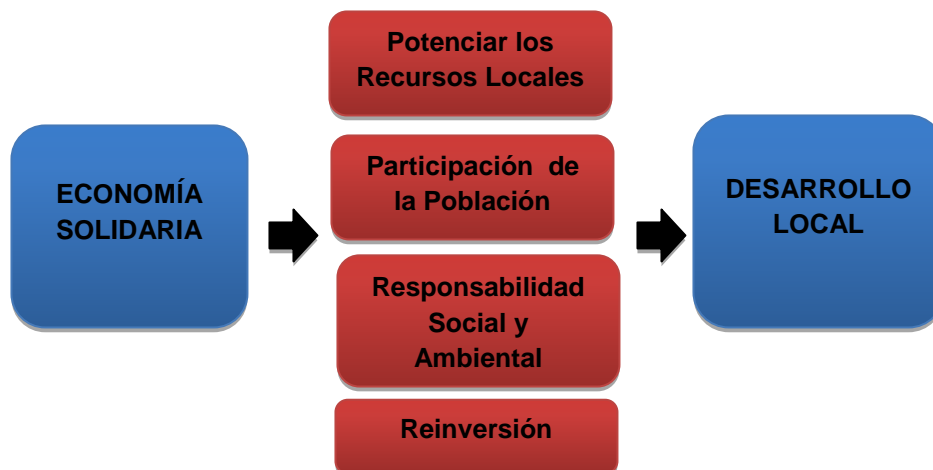 ECONOMÍA
SOLIDARIA
Potenciar los
Recursos Locales
Participación de
la Población
Responsabilidad
Social y
Ambiental
Reinversión
DESARROLLO
LOCAL